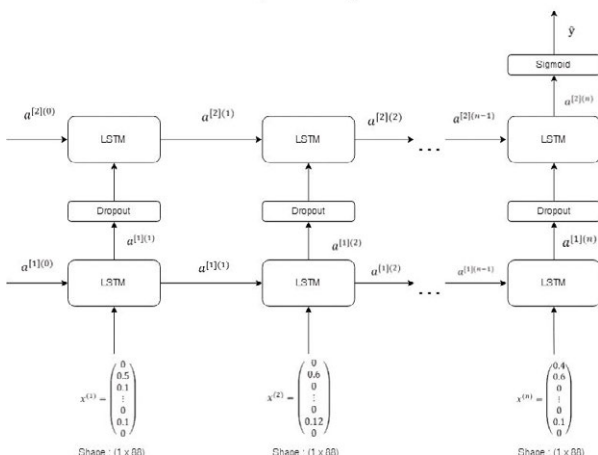 ŷ
Sigmoid
a^{[2](n)}
a^{[2](0)} LSTM a^{[2](1)} LSTM a^{[2](2)} ... a^{[2](n-1)} LSTM
Dropout Dropout Dropout
a^{[1](1)} a^{[1](2)} a^{[1](n)}
a^{[1](0)} LSTM a^{[1](1)} LSTM a^{[1](2)} ... a^{[1](n-1)} LSTM
x^{(1)} = (0 0.5 0.1 ⋮ 0 0.1 0) x^{(2)} = (0 0.6 0 ⋮ 0 0.12 0) x^{(n)} = (0.4 0.6 0 ⋮ 0 0.1 0)
Shape : (1 x 88) Shape : (1 x 88) Shape : (1 x 88)